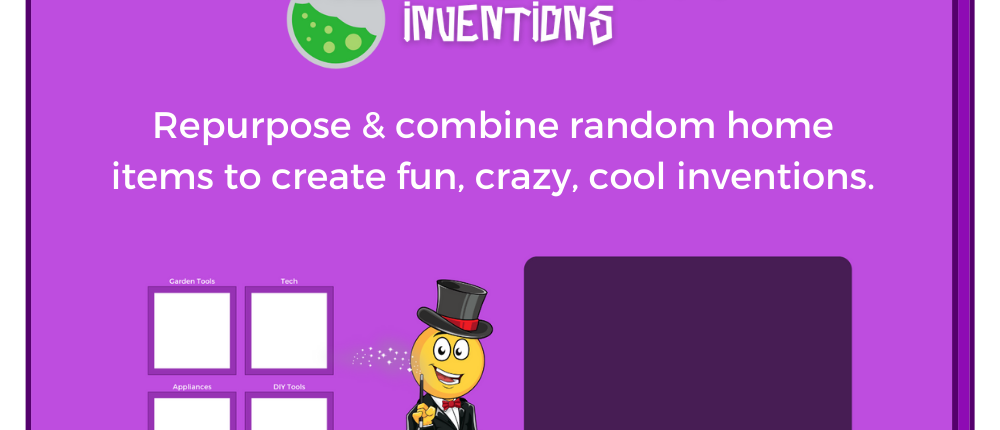 INVENTIONS
Repurpose & combine random home
items to create fun, crazy, cool inventions.
Garden Tools
Tech
Appliances
DIY Tools